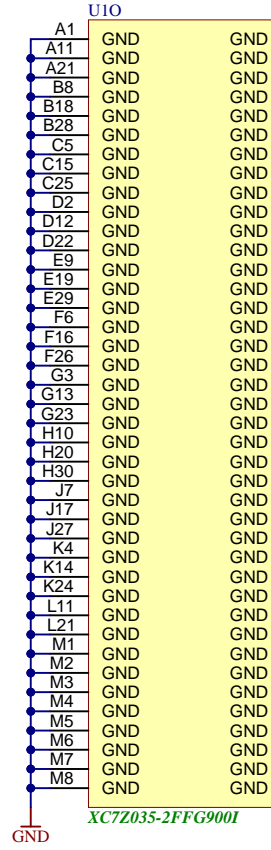 U1O
A1 GND GND
A11 GND GND
A21 GND GND
B8 GND GND
B18 GND GND
B28 GND GND
C5 GND GND
C15 GND GND
C25 GND GND
D2 GND GND
D12 GND GND
D22 GND GND
E9 GND GND
E19 GND GND
E29 GND GND
F6 GND GND
F16 GND GND
F26 GND GND
G3 GND GND
G13 GND GND
G23 GND GND
H10 GND GND
H20 GND GND
H30 GND GND
J7 GND GND
J17 GND GND
J27 GND GND
K4 GND GND
K14 GND GND
K24 GND GND
L11 GND GND
L21 GND GND
M1 GND GND
M2 GND GND
M3 GND GND
M4 GND GND
M5 GND GND
M6 GND GND
M7 GND GND
M8 GND GND
XC7Z035-2FFG900I
GND